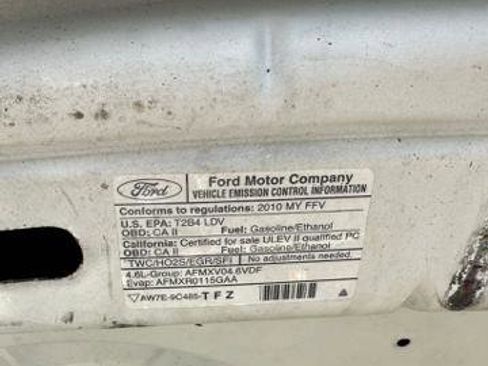 Ford
Ford Motor Company
VEHICLE EMISSION CONTROL INFORMATION
Conforms to regulations: 2010 MY FFV
U.S. EPA: T2B4 LDV
OBD: CA II Fuel: Gasoline/Ethanol
California: Certified for sale ULEV II qualified PC
OBD: CA II Fuel: Gasoline/Ethanol
TWC/HO2S/EGR/SFI No adjustments needed.
4.6L-Group: AFMXV04.6VDF
Evap: AFMXR0115GAA
AW7E-9C485-TFZ